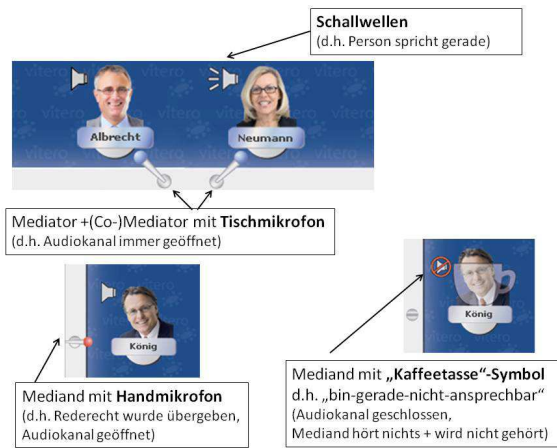 Schallwellen
(d.h. Person spricht gerade)
vitero
Albrecht
Neumann
Mediator +(Co-)Mediator mit Tischmikrofon
(d.h. Audiokanal immer geöffnet)
König
König
Mediand mit Handmikrofon
(d.h. Rederecht wurde übergeben,
Audiokanal geöffnet)
Mediand mit „Kaffeetasse“-Symbol
d.h. „bin-gerade-nicht-ansprechbar“
(Audiokanal geschlossen,
Mediand hört nichts + wird nicht gehört)